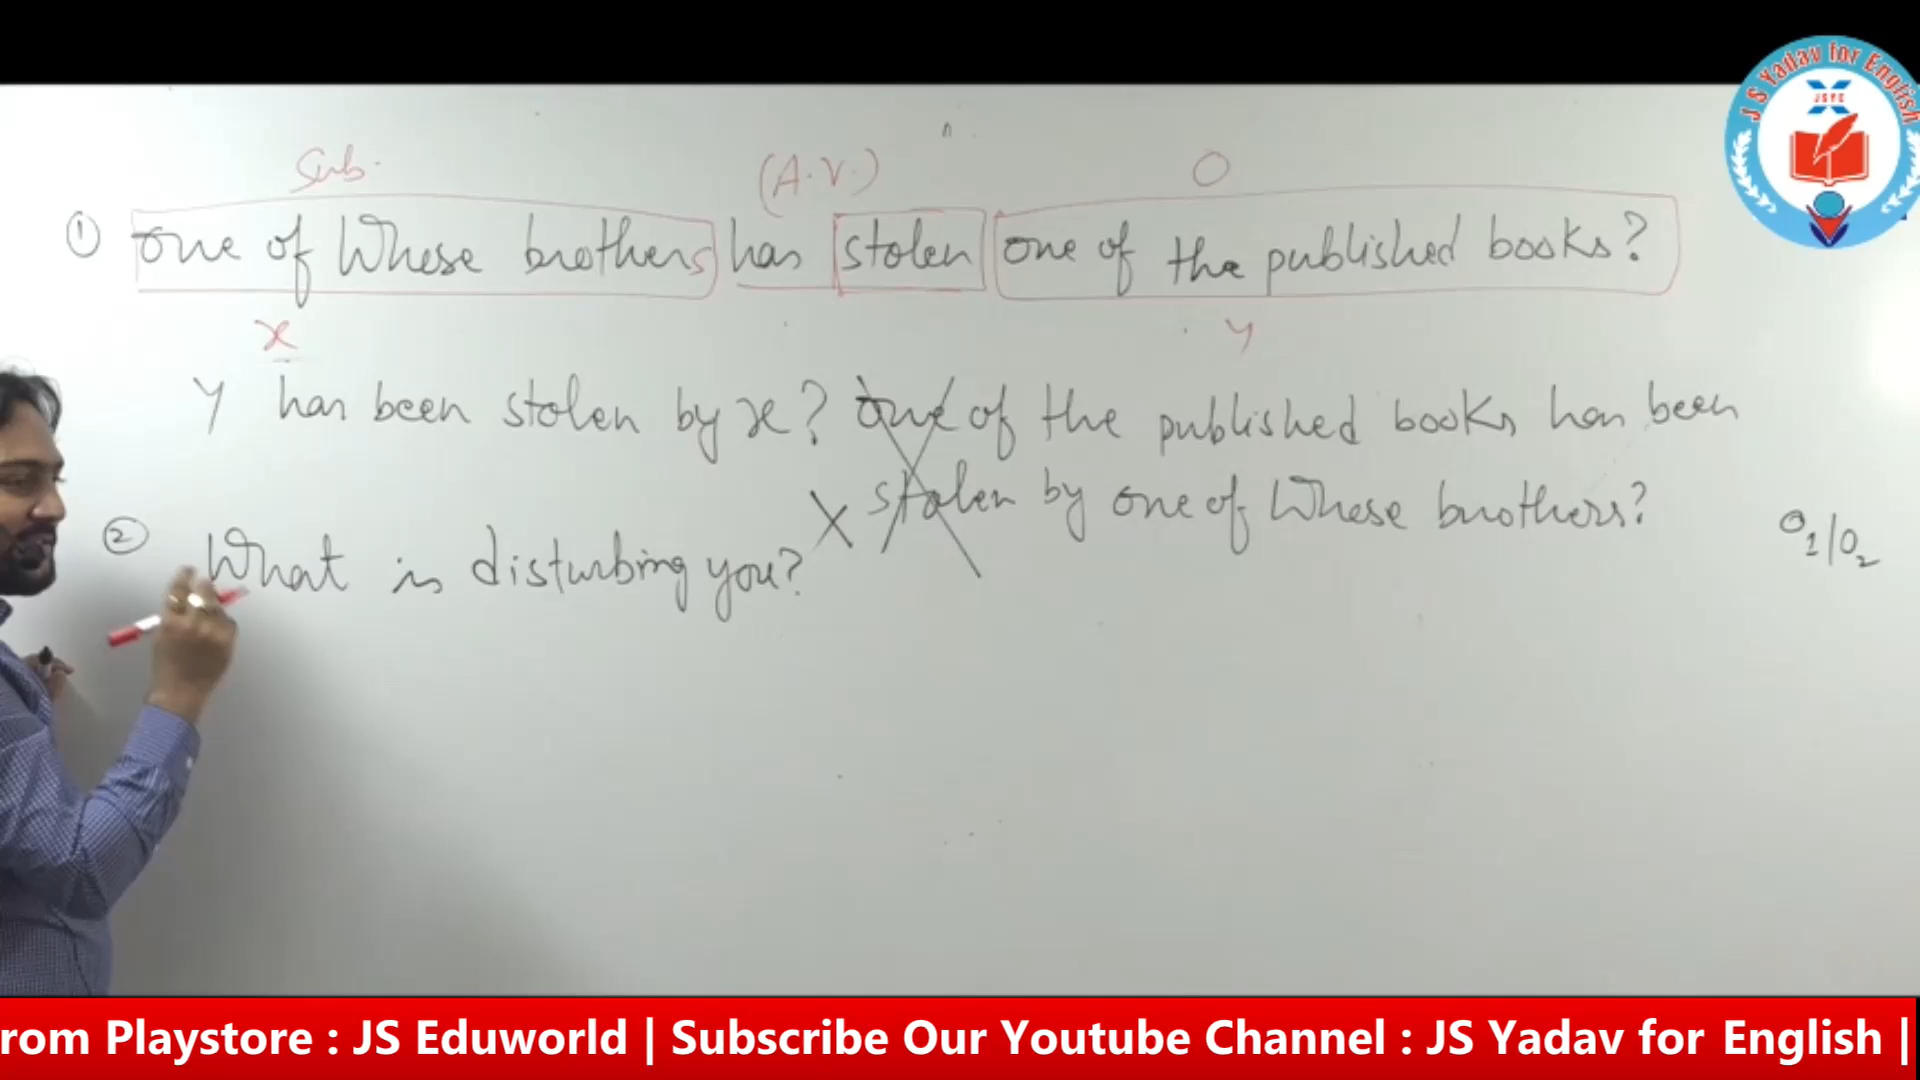 J S Yadav for English
JSYE
Sub.
(A.V.)
O
① one of whose brothers has stolen one of the published books?
x
y
Y has been stolen by x? one of the published books has been
X stolen by one of whose brothers?
② What is disturbing you?
O1/O2
rom Playstore : JS Eduworld | Subscribe Our Youtube Channel : JS Yadav for English |